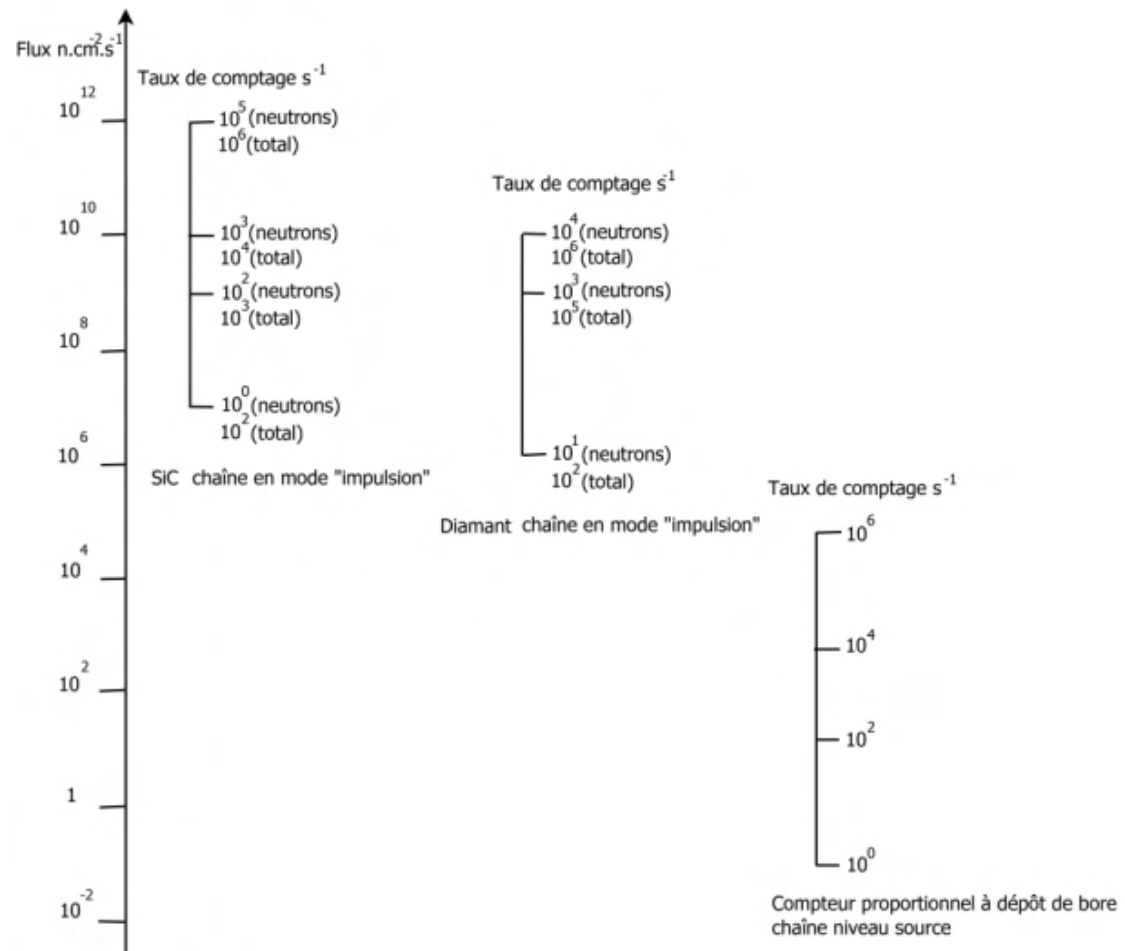 Flux n.cm⁻².s⁻¹
10¹²
10¹⁰
10⁸
10⁶
10⁴
10²
1
10⁻²
Taux de comptage s⁻¹
10⁵ (neutrons)
10⁶ (total)
10³ (neutrons)
10⁴ (total)
10² (neutrons)
10³ (total)
10⁰ (neutrons)
10² (total)
SiC chaîne en mode "impulsion"
Taux de comptage s⁻¹
10⁴ (neutrons)
10⁶ (total)
10³ (neutrons)
10⁵ (total)
10¹ (neutrons)
10² (total)
Diamant chaîne en mode "impulsion"
Taux de comptage s⁻¹
10⁶
10⁴
10²
10⁰
Compteur proportionnel à dépôt de bore
chaîne niveau source